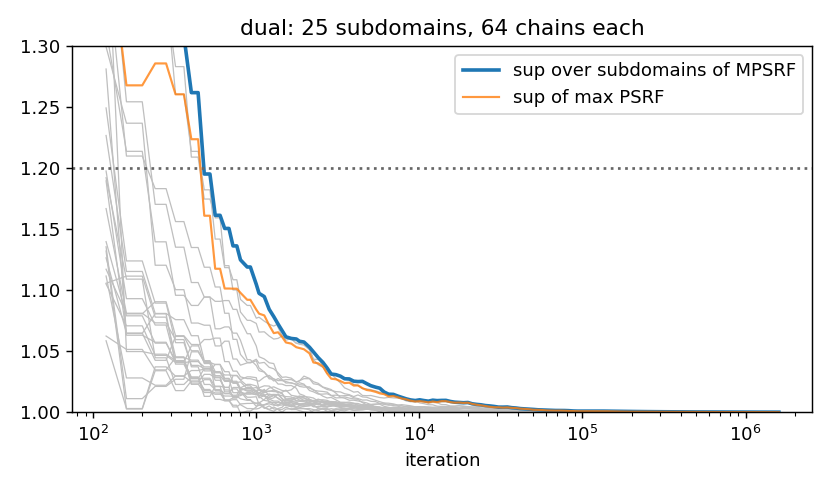 dual: 25 subdomains, 64 chains each
sup over subdomains of MPSRF
sup of max PSRF
1.30
1.25
1.20
1.15
1.10
1.05
1.00
10² 10³ 10⁴ 10⁵ 10⁶
iteration